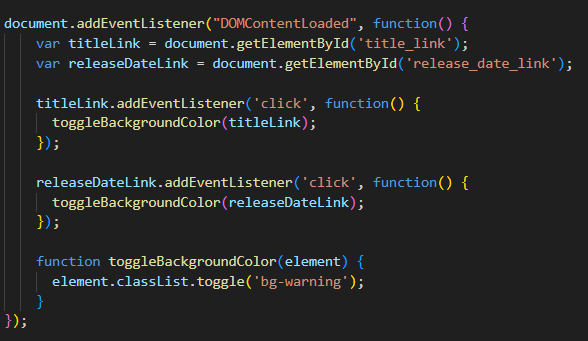 document.addEventListener("DOMContentLoaded", function() {
    var titleLink = document.getElementById('title_link');
    var releaseDateLink = document.getElementById('release_date_link');

    titleLink.addEventListener('click', function() {
      toggleBackgroundColor(titleLink);
    });

    releaseDateLink.addEventListener('click', function() {
      toggleBackgroundColor(releaseDateLink);
    });

    function toggleBackgroundColor(element) {
      element.classList.toggle('bg-warning');
    }
});